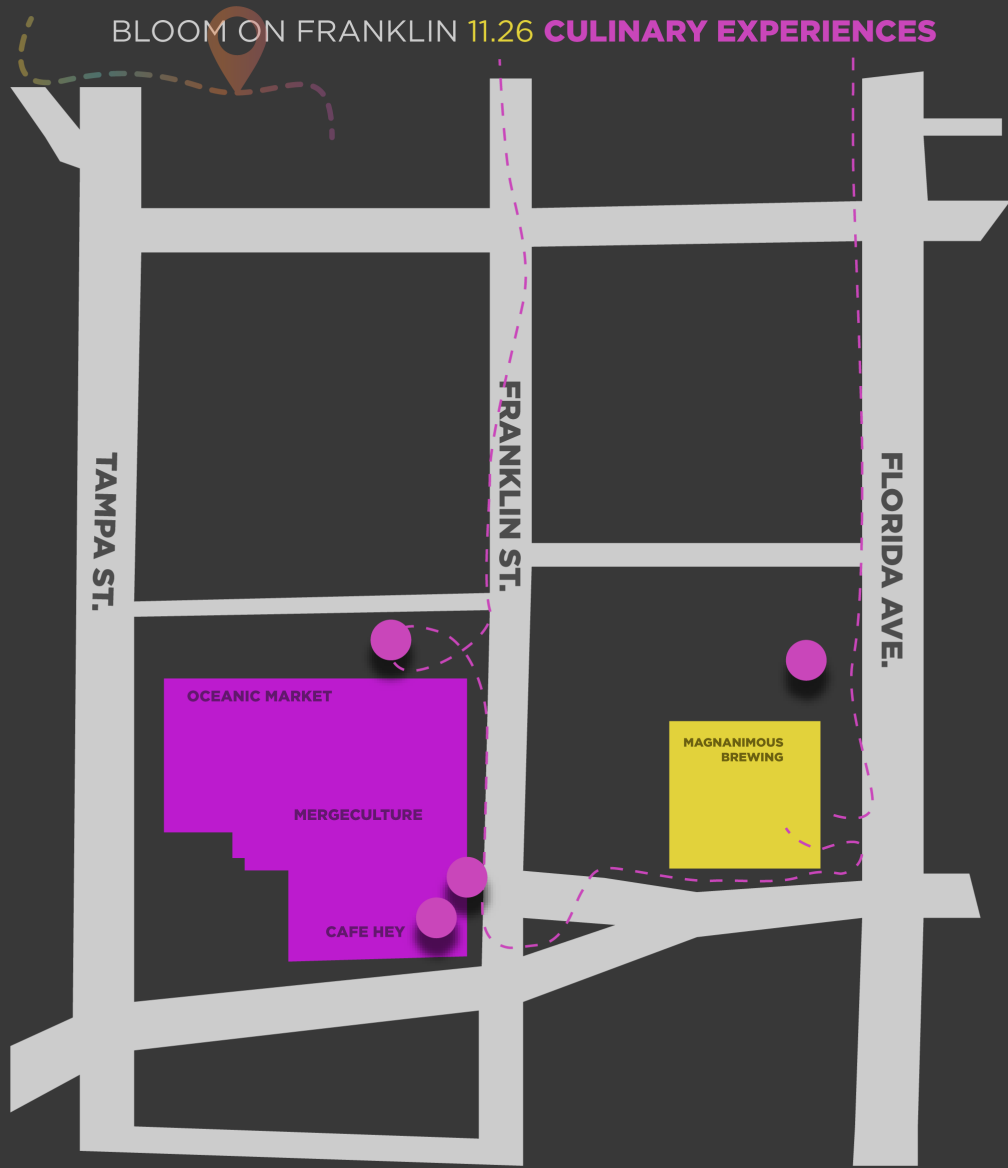 BLOOM ON FRANKLIN 11.26 CULINARY EXPERIENCES
FRANKLIN ST.
TAMPA ST.
FLORIDA AVE.
OCEANIC MARKET
MAGNANIMOUS
BREWING
MERGECULTURE
CAFE HEY